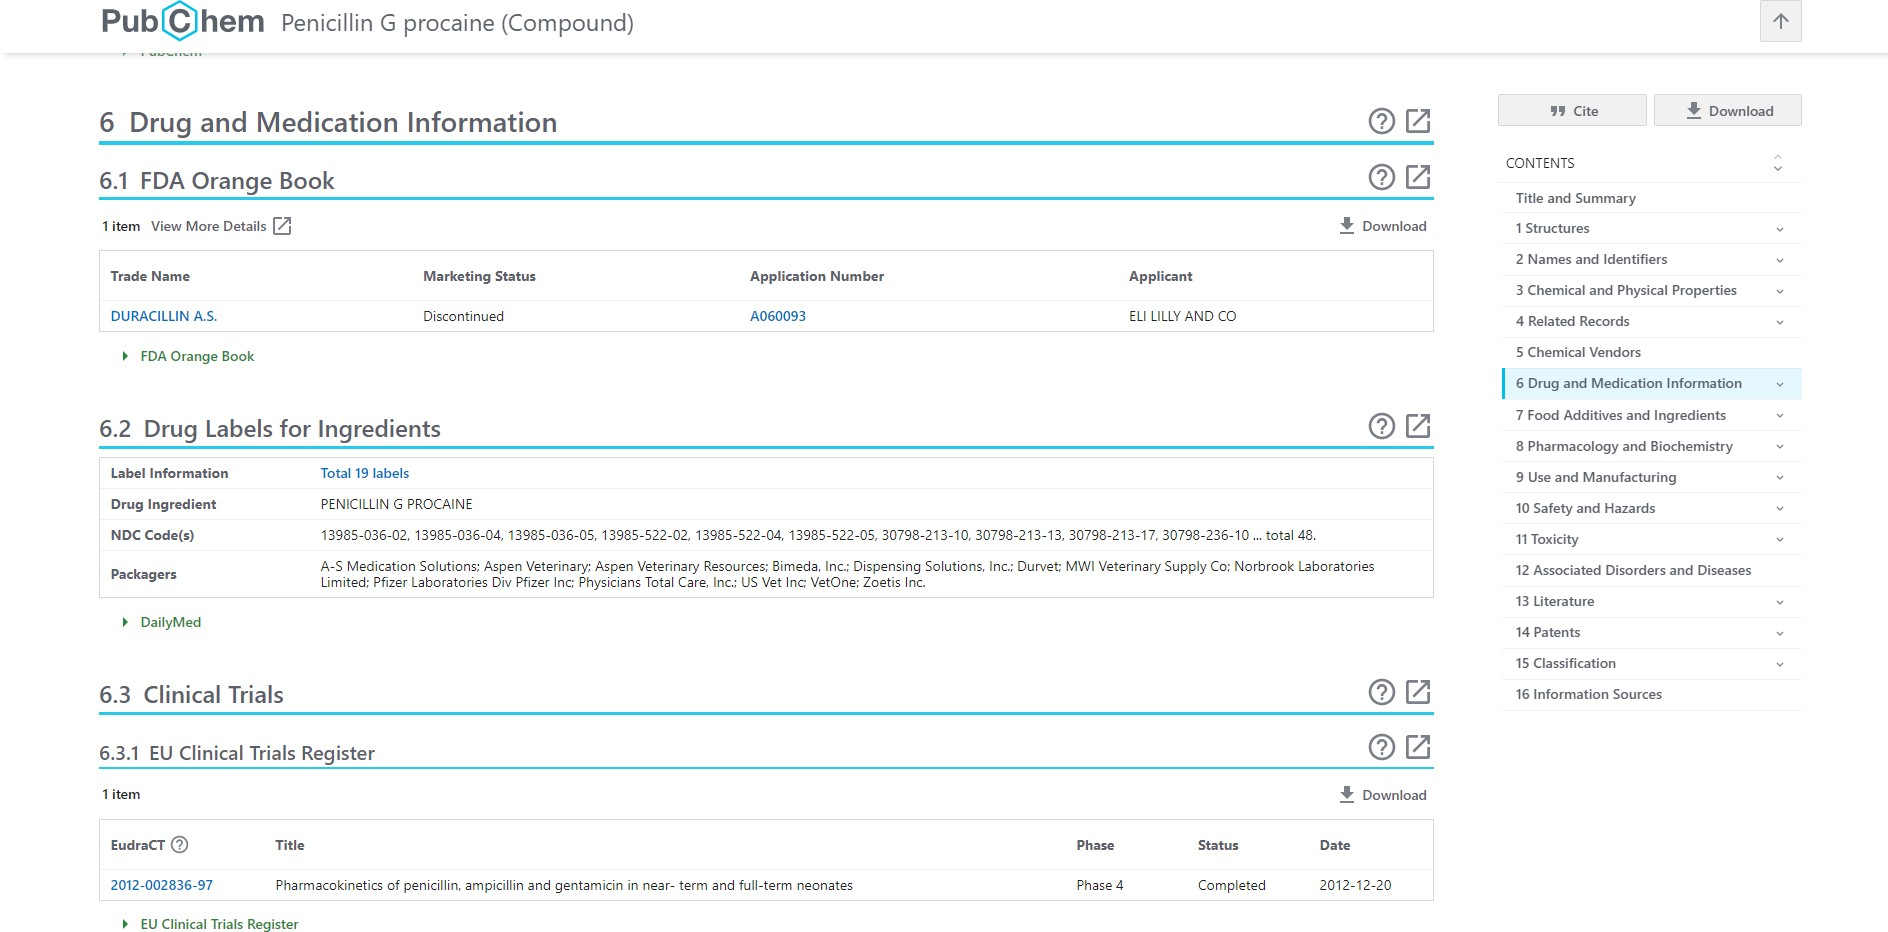 PubChem Penicillin G procaine (Compound)
PubChem
6 Drug and Medication Information
6.1 FDA Orange Book
1 item View More Details Download
Trade Name Marketing Status Application Number Applicant
DURACILLIN A.S. Discontinued A060093 ELI LILLY AND CO
FDA Orange Book
6.2 Drug Labels for Ingredients
Label Information Total 19 labels
Drug Ingredient PENICILLIN G PROCAINE
NDC Code(s) 13985-036-02, 13985-036-04, 13985-036-05, 13985-522-02, 13985-522-04, 13985-522-05, 30798-213-10, 30798-213-13, 30798-213-17, 30798-236-10 ... total 48.
Packagers A-S Medication Solutions; Aspen Veterinary; Aspen Veterinary Resources; Bimeda, Inc.; Dispensing Solutions, Inc.; Durvet; MWI Veterinary Supply Co; Norbrook Laboratories
Limited; Pfizer Laboratories Div Pfizer Inc; Physicians Total Care, Inc.; US Vet Inc; VetOne; Zoetis Inc.
DailyMed
6.3 Clinical Trials
6.3.1 EU Clinical Trials Register
1 item Download
EudraCT Title Phase Status Date
2012-002836-97 Pharmacokinetics of penicillin, ampicillin and gentamicin in near- term and full-term neonates Phase 4 Completed 2012-12-20
EU Clinical Trials Register
Cite Download
CONTENTS
Title and Summary
1 Structures
2 Names and Identifiers
3 Chemical and Physical Properties
4 Related Records
5 Chemical Vendors
6 Drug and Medication Information
7 Food Additives and Ingredients
8 Pharmacology and Biochemistry
9 Use and Manufacturing
10 Safety and Hazards
11 Toxicity
12 Associated Disorders and Diseases
13 Literature
14 Patents
15 Classification
16 Information Sources